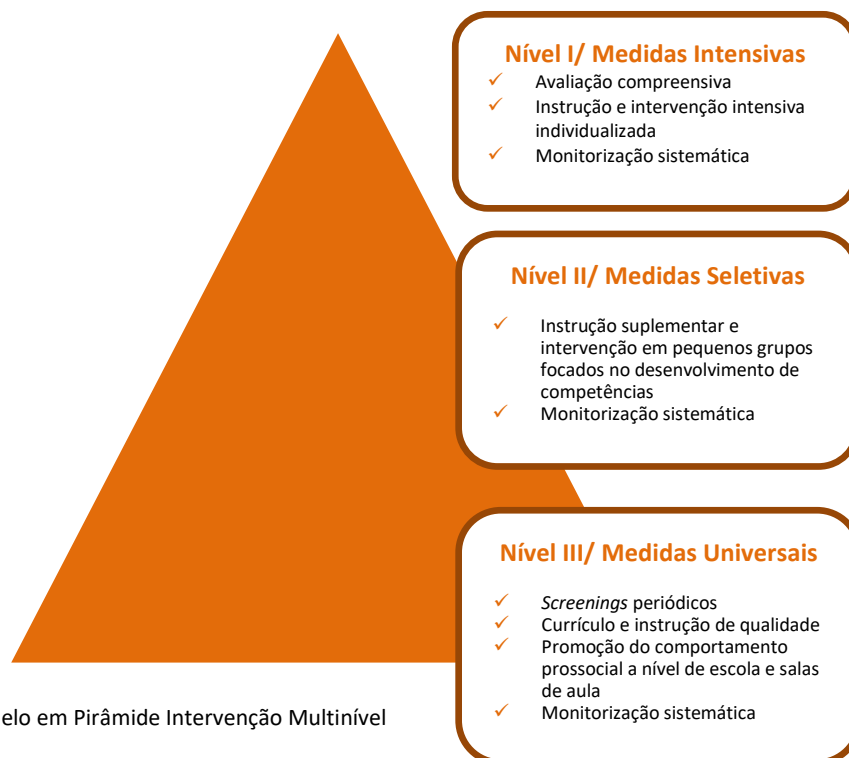 Nível I/ Medidas Intensivas
✓ Avaliação compreensiva
✓ Instrução e intervenção intensiva
individualizada
✓ Monitorização sistemática
Nível II/ Medidas Seletivas
✓ Instrução suplementar e
intervenção em pequenos grupos
focados no desenvolvimento de
competências
✓ Monitorização sistemática
Nível III/ Medidas Universais
✓ Screenings periódicos
✓ Currículo e instrução de qualidade
✓ Promoção do comportamento
prossocial a nível de escola e salas
de aula
✓ Monitorização sistemática
elo em Pirâmide Intervenção Multinível